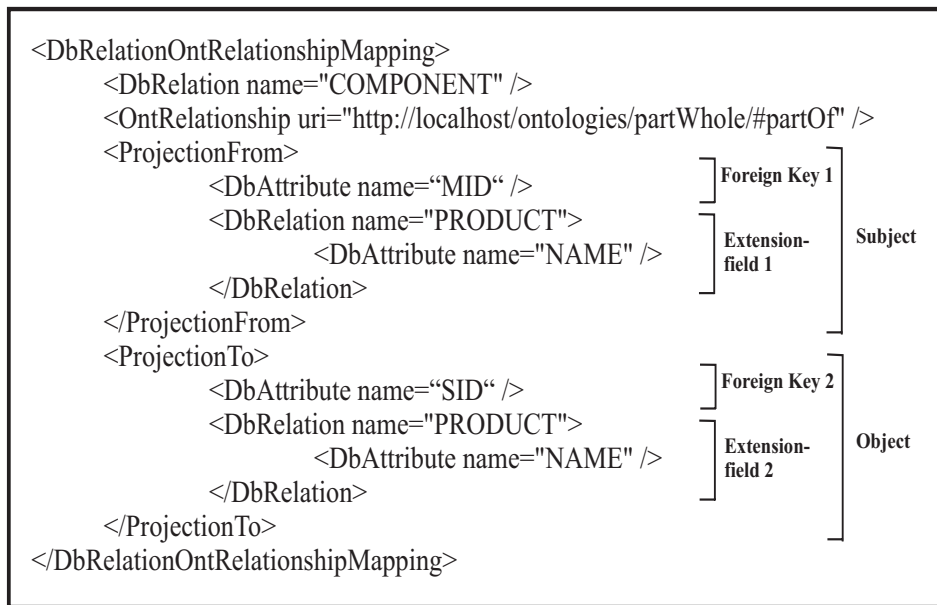 <DbRelationOntRelationshipMapping>
<DbRelation name="COMPONENT" />
<OntRelationship uri="http://localhost/ontologies/partWhole/#partOf" />
<ProjectionFrom>
<DbAttribute name=“MID“ />
Foreign Key 1
<DbRelation name="PRODUCT">
<DbAttribute name="NAME" />
</DbRelation>
Extension-
field 1
Subject
</ProjectionFrom>
<ProjectionTo>
<DbAttribute name=“SID“ />
Foreign Key 2
<DbRelation name="PRODUCT">
<DbAttribute name="NAME" />
</DbRelation>
Extension-
field 2
Object
</ProjectionTo>
</DbRelationOntRelationshipMapping>